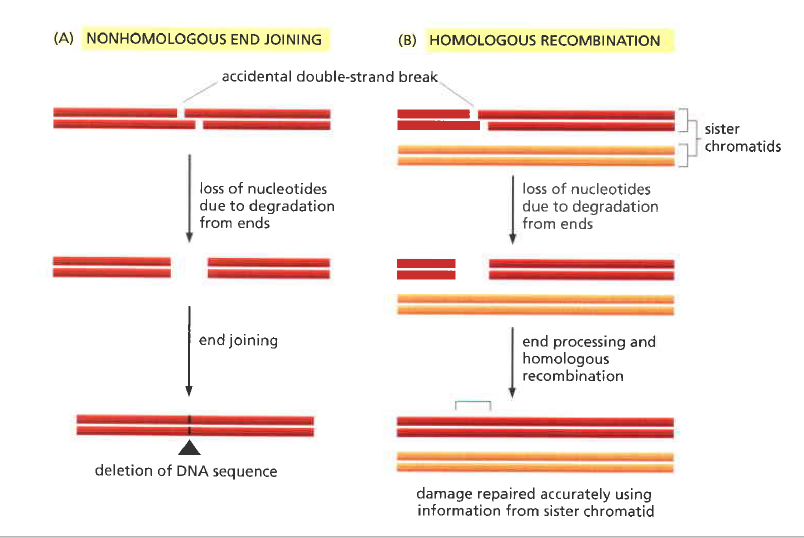 (A) NONHOMOLOGOUS END JOINING
(B) HOMOLOGOUS RECOMBINATION
accidental double-strand break
sister
chromatids
loss of nucleotides
due to degradation
from ends
loss of nucleotides
due to degradation
from ends
end joining
end processing and
homologous
recombination
deletion of DNA sequence
damage repaired accurately using
information from sister chromatid